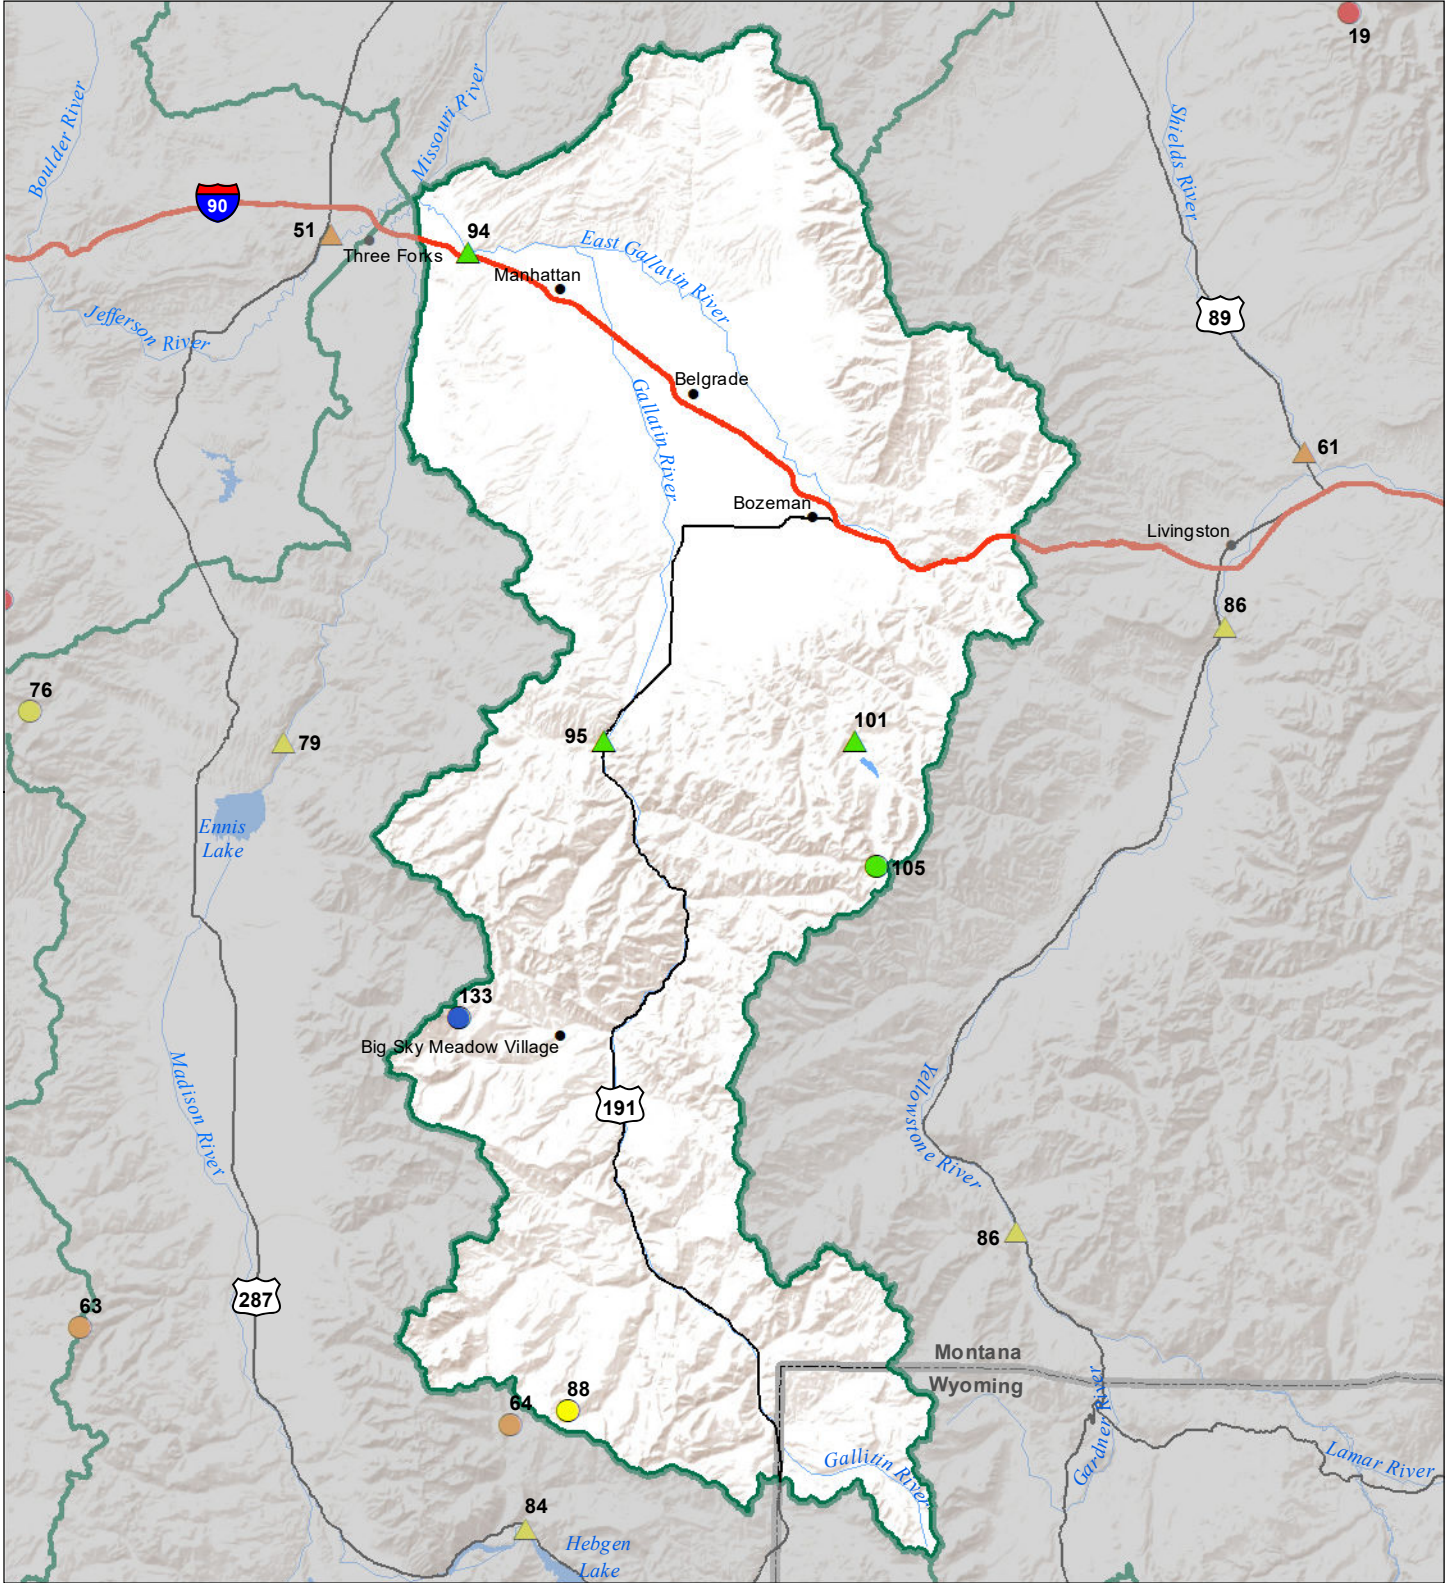 19
Missouri River
Boulder River
Shields River
90
51
94
Three Forks
East Gallatin River
Manhattan
89
Jefferson River
Belgrade
Gallatin River
61
Bozeman
Livingston
86
76
101
95
79
Ennis
Lake
105
133
Big Sky Meadow Village
Madison River
191
Yellowstone River
86
287
63
Montana
Wyoming
88
64
Gardner River
Gallitin River
Lamar River
84
Hebgen
Lake